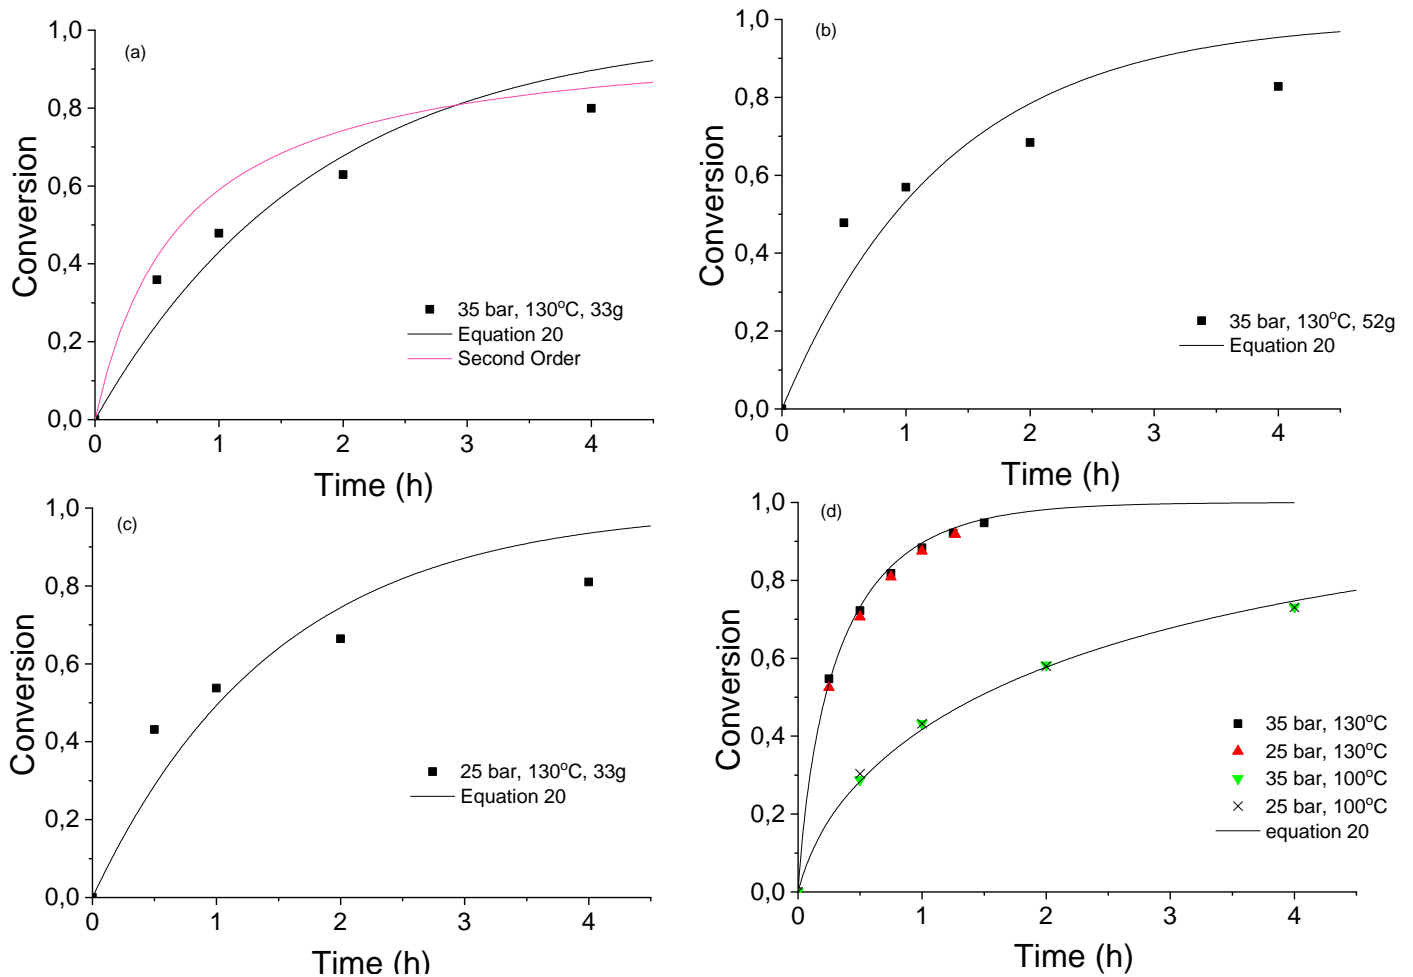 (a)
1,0
0,8
0,6
0,4
0,2
0,0
Conversion
35 bar, 130°C, 33g
Equation 20
Second Order
0 1 2 3 4
Time (h)
(b)
1,0
0,8
0,6
0,4
0,2
0,0
Conversion
35 bar, 130°C, 52g
Equation 20
0 1 2 3 4
Time (h)
(c)
1,0
0,8
0,6
0,4
0,2
0,0
Conversion
25 bar, 130°C, 33g
Equation 20
0 1 2 3 4
Time (h)
(d)
1,0
0,8
0,6
0,4
0,2
0,0
Conversion
35 bar, 130°C
25 bar, 130°C
35 bar, 100°C
25 bar, 100°C
equation 20
0 1 2 3 4
Time (h)